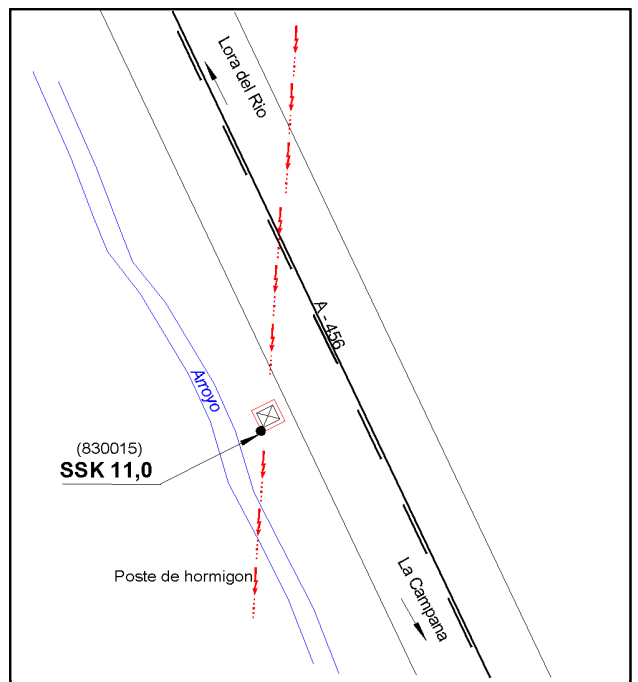 Lora del Rio
A - 456
Arroyo
(830015)
SSK 11,0
Poste de hormigon
La Campana